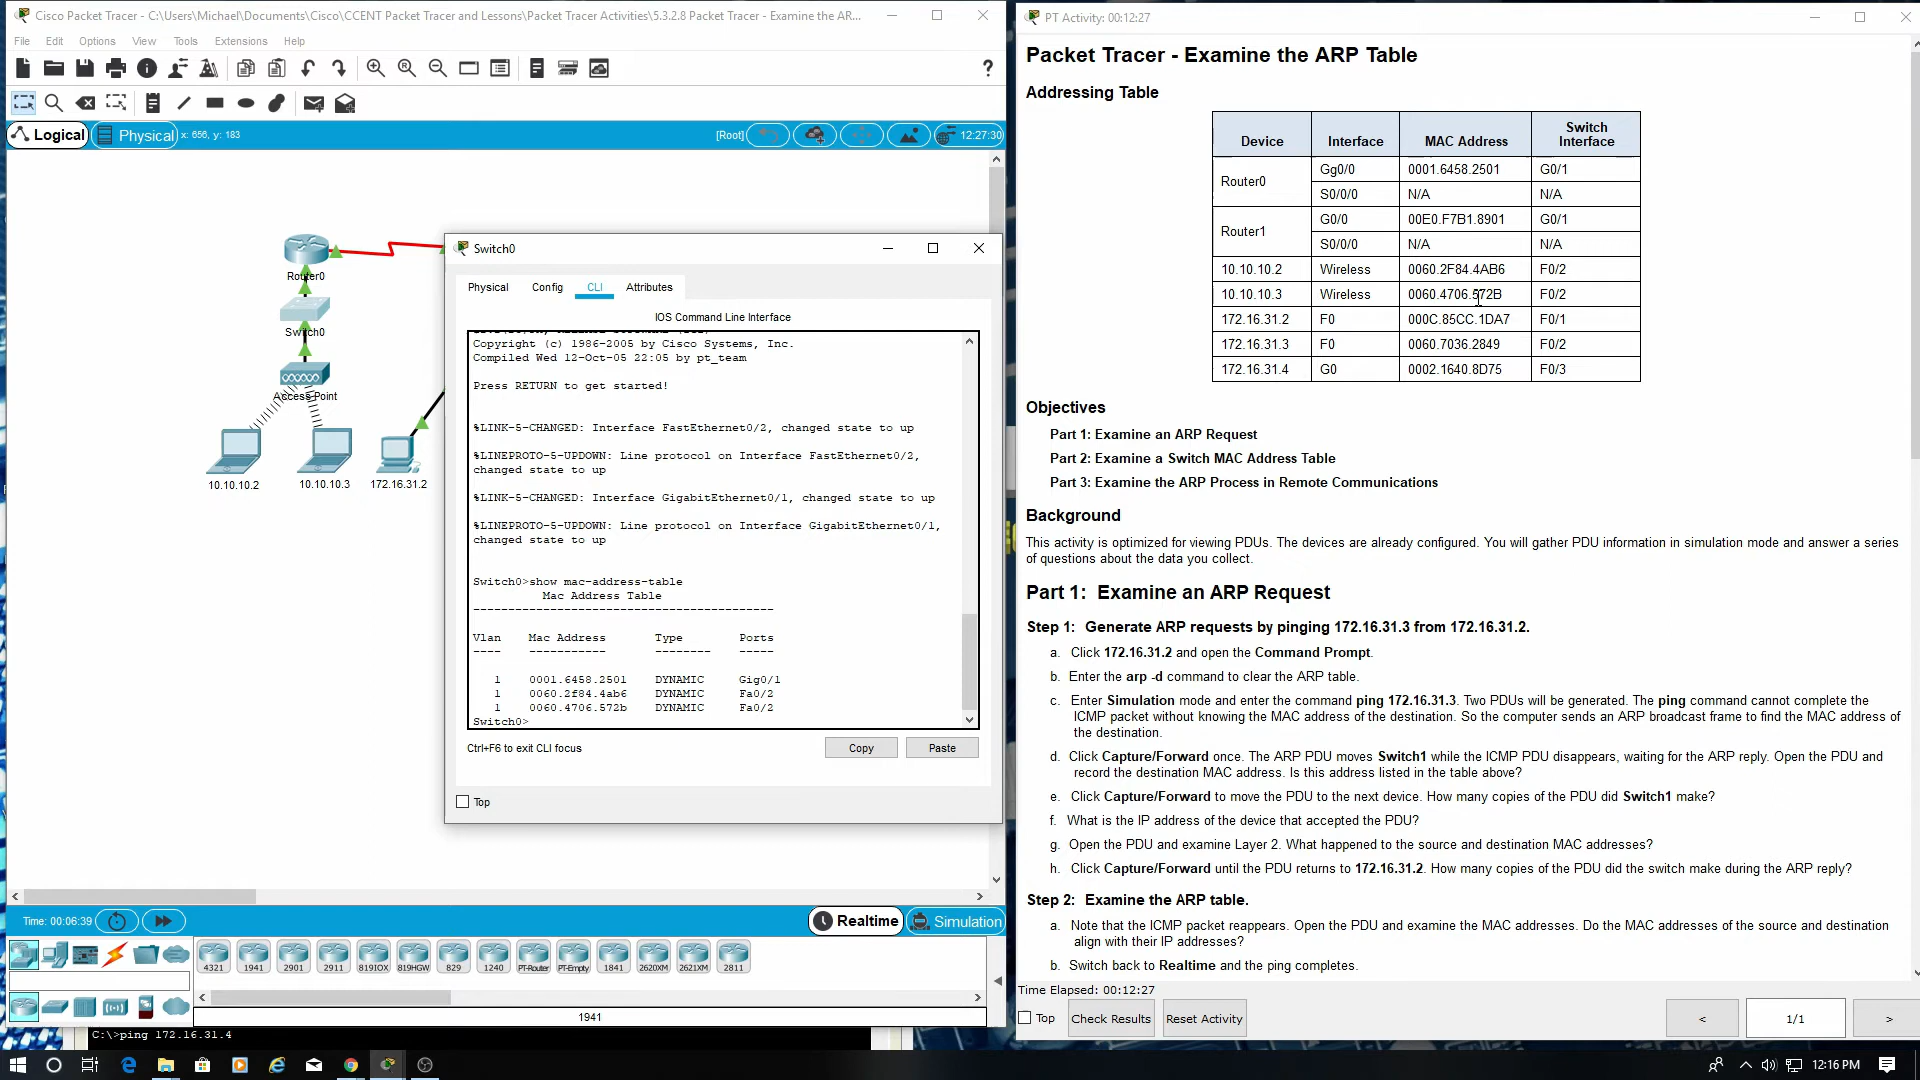 Cisco Packet Tracer - C:\Users\Michael\Documents\Cisco\CCENT Packet Tracer and Lessons\Packet Tracer Activities\5.3.2.8 Packet Tracer - Examine the AR...
File Edit Options View Tools Extensions Help
Logical Physical x: 656, y: 183 [Root] 12:27:30
Router0
Switch0
Access Point
10.10.10.2 10.10.10.3 172.16.31.2
Switch0
Physical Config CLI Attributes
IOS Command Line Interface
Copyright (c) 1986-2005 by Cisco Systems, Inc.
Compiled Wed 12-Oct-05 22:05 by pt_team
Press RETURN to get started!
%LINK-5-CHANGED: Interface FastEthernet0/2, changed state to up
%LINEPROTO-5-UPDOWN: Line protocol on Interface FastEthernet0/2,
changed state to up
%LINK-5-CHANGED: Interface GigabitEthernet0/1, changed state to up
%LINEPROTO-5-UPDOWN: Line protocol on Interface GigabitEthernet0/1,
changed state to up
Switch0>show mac-address-table
Mac Address Table
-------------------------------------------
Vlan Mac Address Type Ports
---- ----------- -------- -----
1 0001.6458.2501 DYNAMIC Gig0/1
1 0060.2f84.4ab6 DYNAMIC Fa0/2
1 0060.4706.572b DYNAMIC Fa0/2
Switch0>
Ctrl+F6 to exit CLI focus Copy Paste
Top
Time: 00:06:39 Realtime Simulation
4321 1941 2901 2911 819IOX 819HGW 829 1240 PT-Router PT-Empty 1841 2620XM 2621XM 2811
1941
C:\>ping 172.16.31.4
PT Activity: 00:12:27
Packet Tracer - Examine the ARP Table
Addressing Table
Device Interface MAC Address Switch Interface
Router0 Gg0/0 0001.6458.2501 G0/1
S0/0/0 N/A N/A
Router1 G0/0 00E0.F7B1.8901 G0/1
S0/0/0 N/A N/A
10.10.10.2 Wireless 0060.2F84.4AB6 F0/2
10.10.10.3 Wireless 0060.4706.572B F0/2
172.16.31.2 F0 000C.85CC.1DA7 F0/1
172.16.31.3 F0 0060.7036.2849 F0/2
172.16.31.4 G0 0002.1640.8D75 F0/3
Objectives
Part 1: Examine an ARP Request
Part 2: Examine a Switch MAC Address Table
Part 3: Examine the ARP Process in Remote Communications
Background
This activity is optimized for viewing PDUs. The devices are already configured. You will gather PDU information in simulation mode and answer a series
of questions about the data you collect.
Part 1: Examine an ARP Request
Step 1: Generate ARP requests by pinging 172.16.31.3 from 172.16.31.2.
a. Click 172.16.31.2 and open the Command Prompt.
b. Enter the arp -d command to clear the ARP table.
c. Enter Simulation mode and enter the command ping 172.16.31.3. Two PDUs will be generated. The ping command cannot complete the
ICMP packet without knowing the MAC address of the destination. So the computer sends an ARP broadcast frame to find the MAC address of
the destination.
d. Click Capture/Forward once. The ARP PDU moves Switch1 while the ICMP PDU disappears, waiting for the ARP reply. Open the PDU and
record the destination MAC address. Is this address listed in the table above?
e. Click Capture/Forward to move the PDU to the next device. How many copies of the PDU did Switch1 make?
f. What is the IP address of the device that accepted the PDU?
g. Open the PDU and examine Layer 2. What happened to the source and destination MAC addresses?
h. Click Capture/Forward until the PDU returns to 172.16.31.2. How many copies of the PDU did the switch make during the ARP reply?
Step 2: Examine the ARP table.
a. Note that the ICMP packet reappears. Open the PDU and examine the MAC addresses. Do the MAC addresses of the source and destination
align with their IP addresses?
b. Switch back to Realtime and the ping completes.
Time Elapsed: 00:12:27
Top Check Results Reset Activity < 1/1 >
12:16 PM